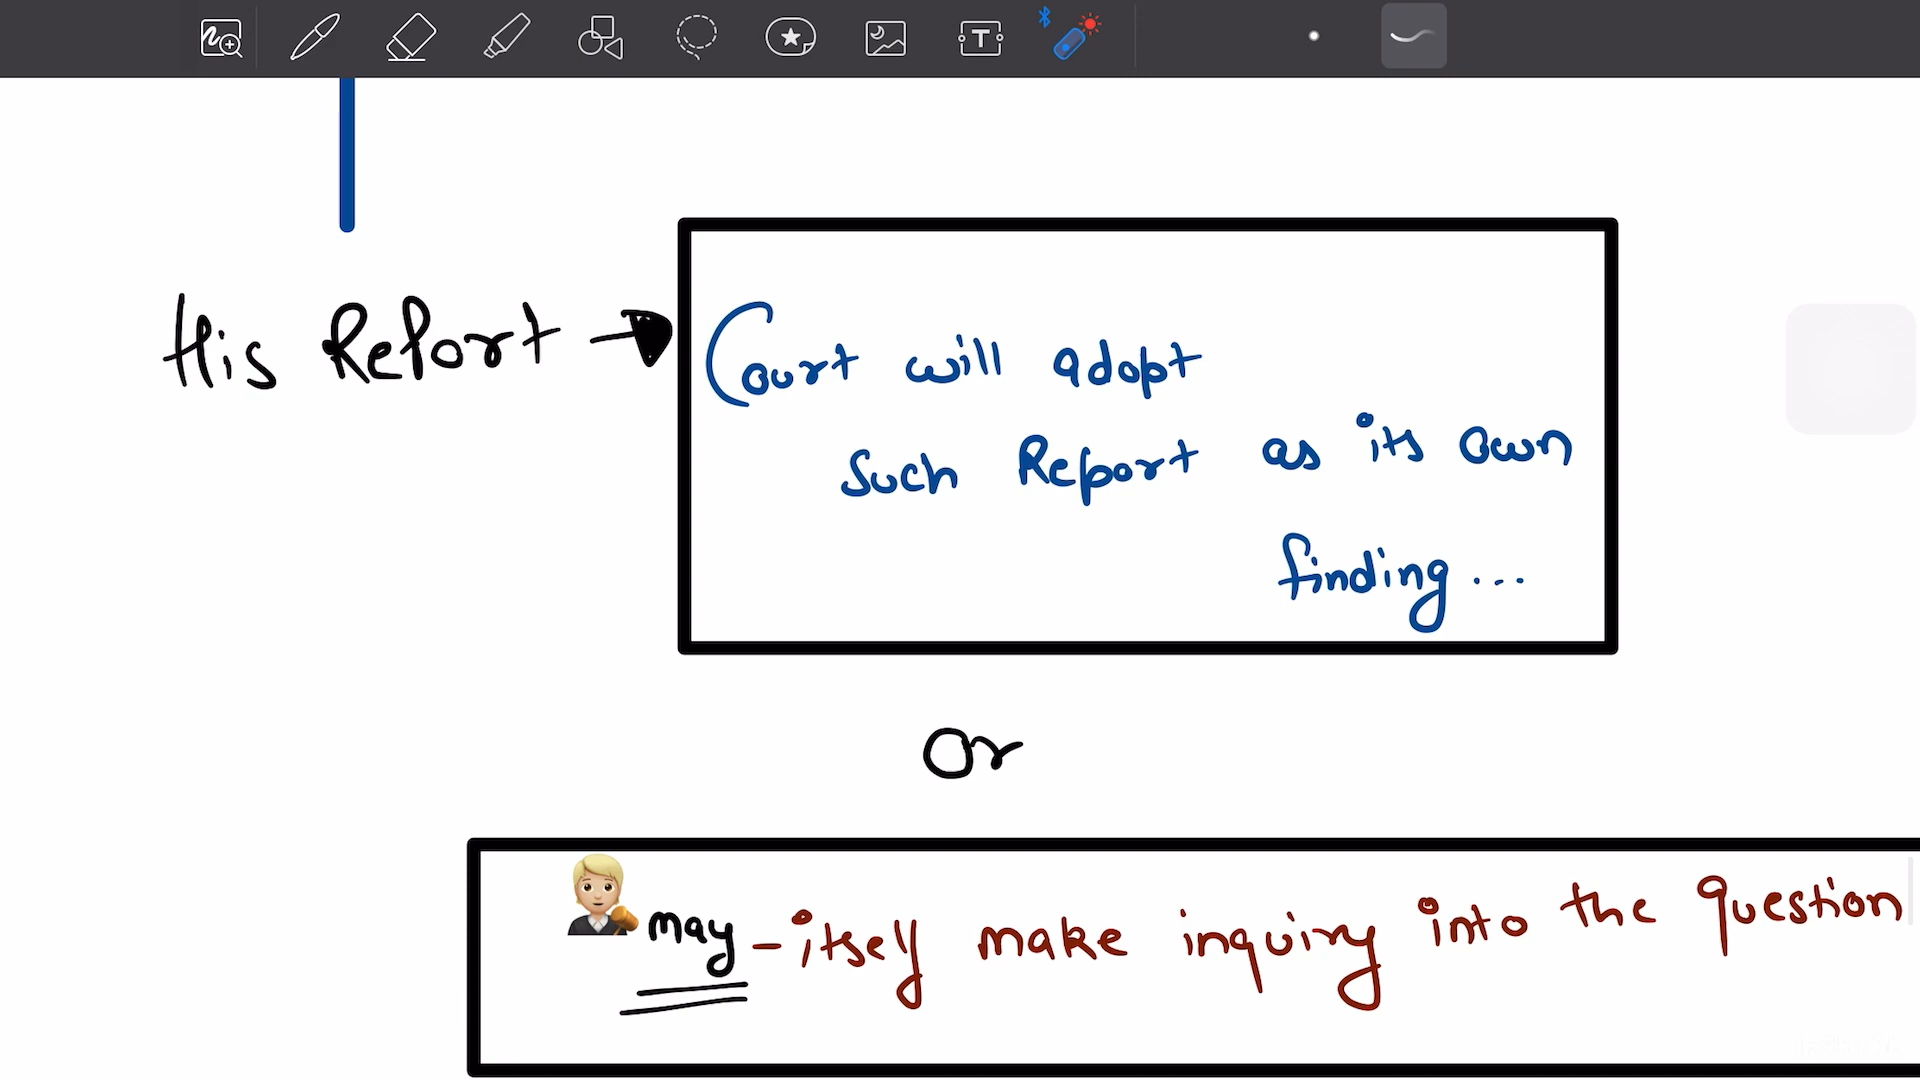 His Report
Court will adopt
Such Report as its own
finding...
Or
may - itself make inquiry into the question